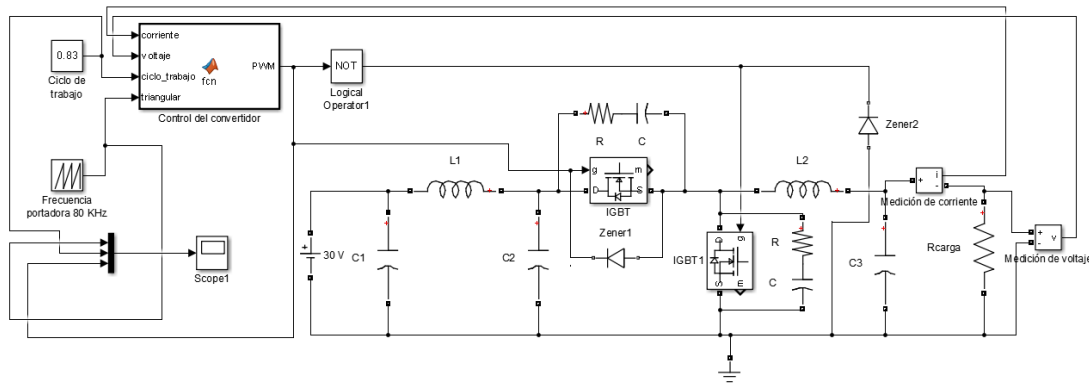 corriente
voltaje
ciclo_trabajo
triangular
fcn
PWM
Control del convertidor
0.83
Ciclo de
trabajo
NOT
Logical
Operator1
Frecuencia
portadora 80 KHz
Scope1
Zener2
R
C
L1
L2
g
m
D
S
IGBT
Zener1
30 V
C1
C2
IGBT1
D
g
S
m
R
C
C3
+
i
-
Medición de corriente
Rcarga
+
-
v
Medición de voltaje